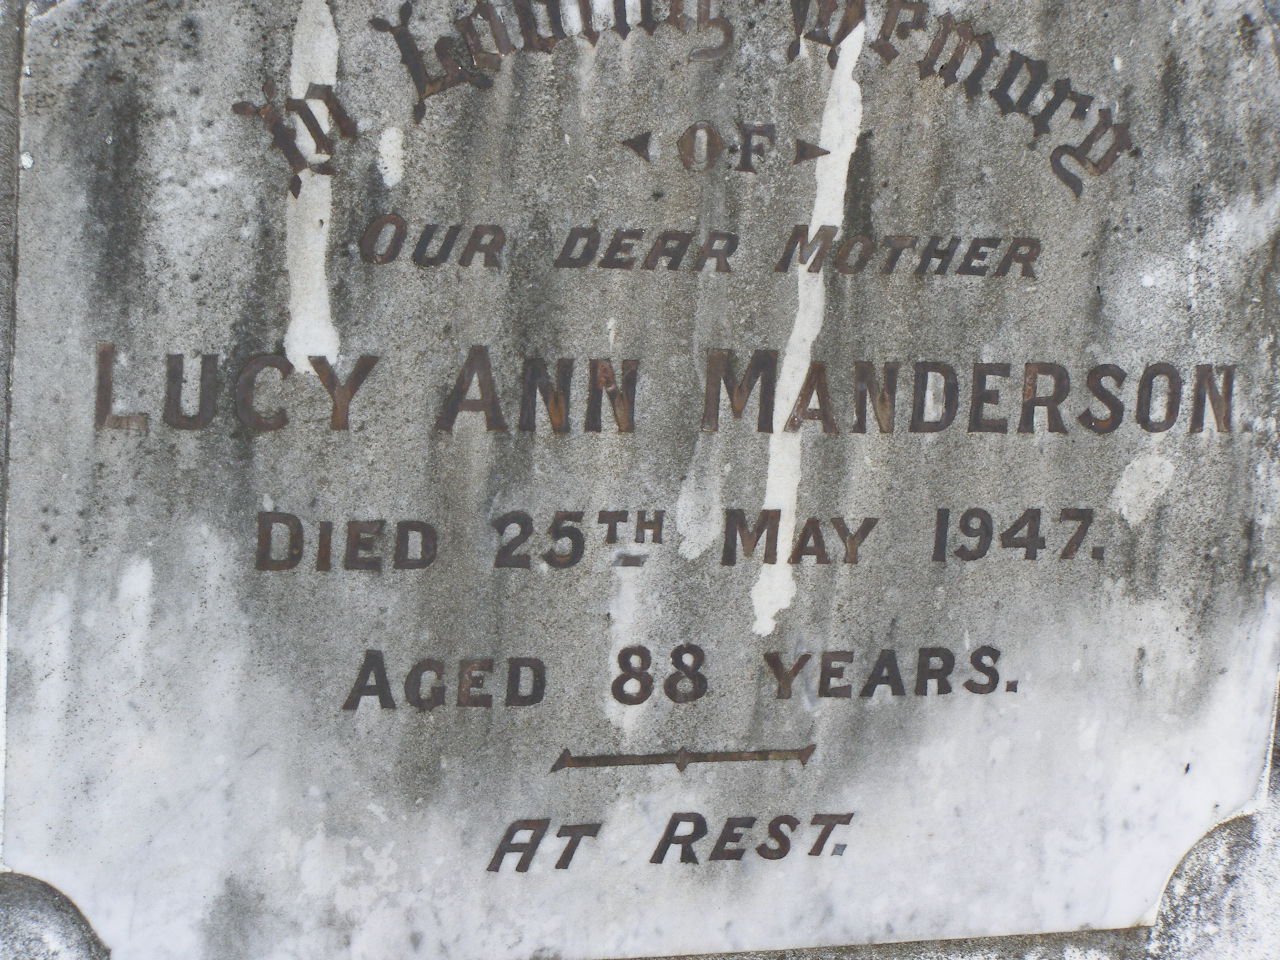 In Loving Memory
OF
OUR DEAR MOTHER
LUCY ANN MANDERSON
DIED 25TH MAY 1947.
AGED 88 YEARS.
AT REST.